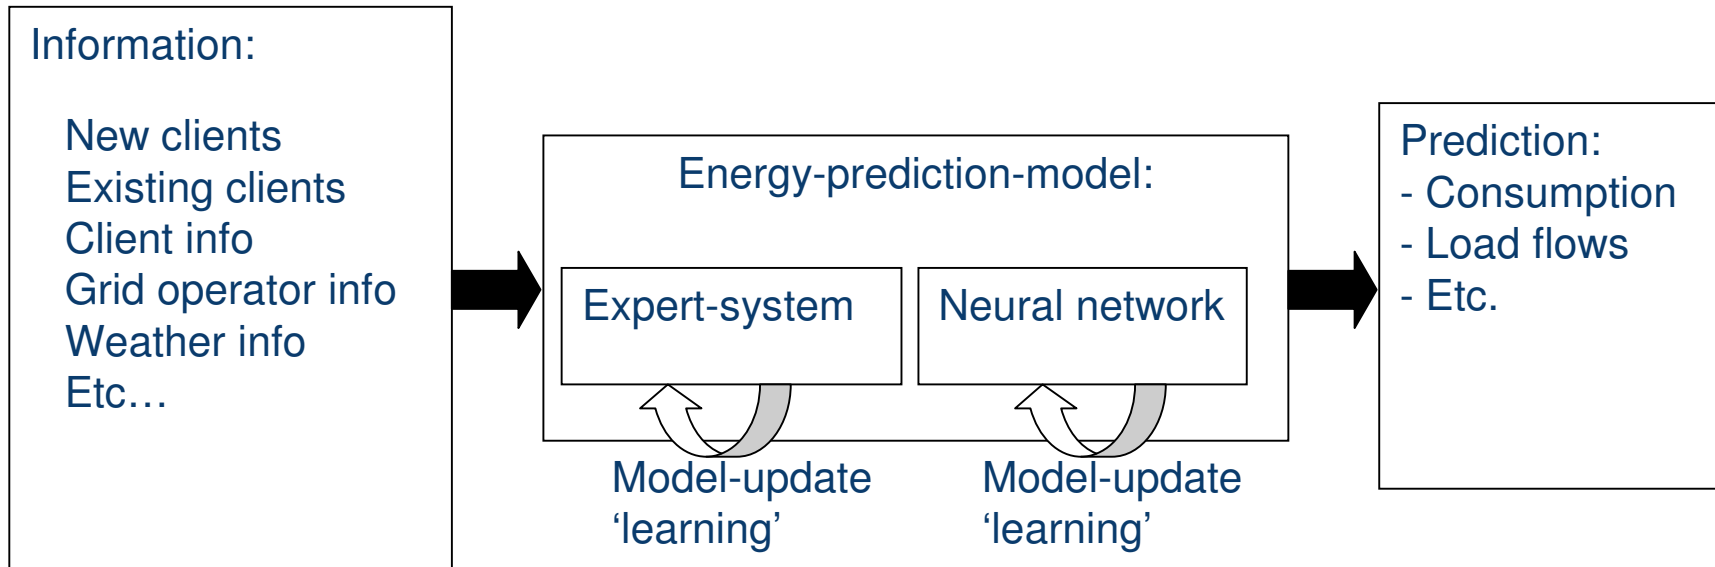 Information:
New clients
Existing clients
Client info
Grid operator info
Weather info
Etc…
Energy-prediction-model:
Expert-system
Neural network
Model-update
‘learning’
Model-update
‘learning’
Prediction:
- Consumption
- Load flows
- Etc.